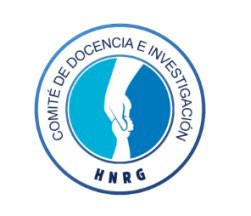 COMITÉ DE DOCENCIA E INVESTIGACIÓN
HNRG